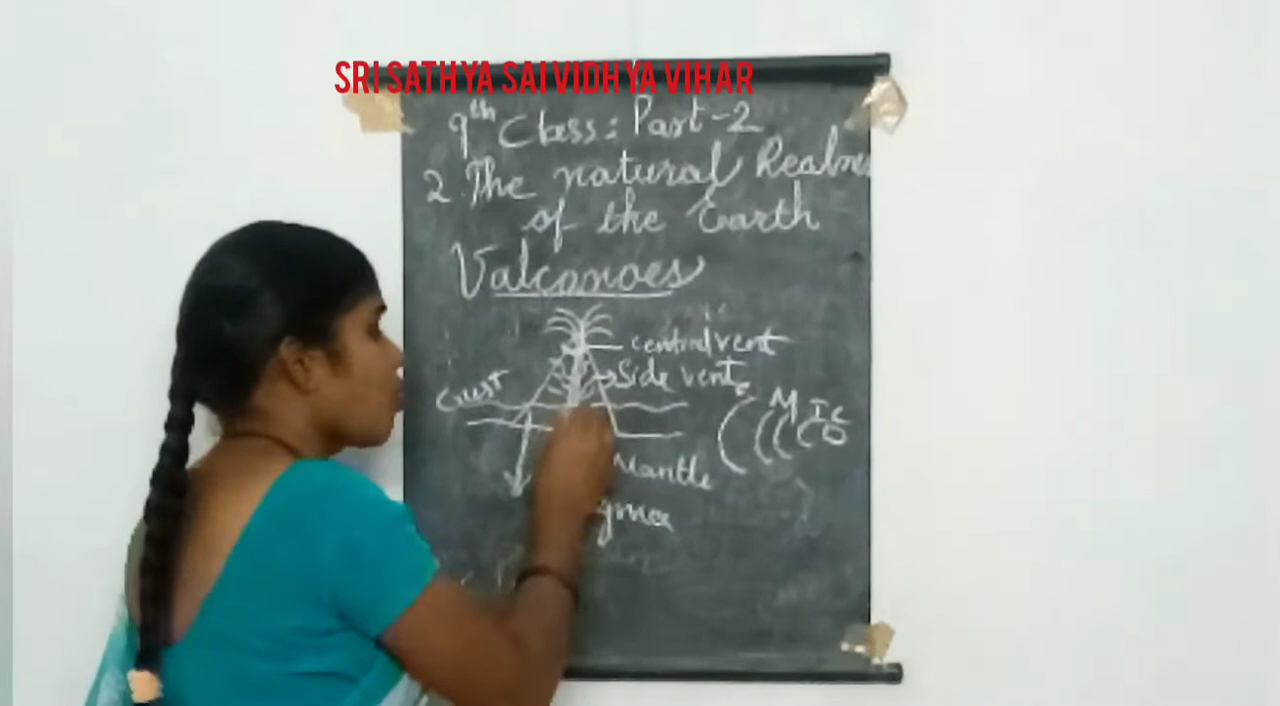 SRI SATHYA SAI VIDHYA VIHAR
9th Class: Part-2
2. The natural Realms
of the Earth
Valcanoes
central vent
Side vent
Crust
M
I C
Mantle
gma